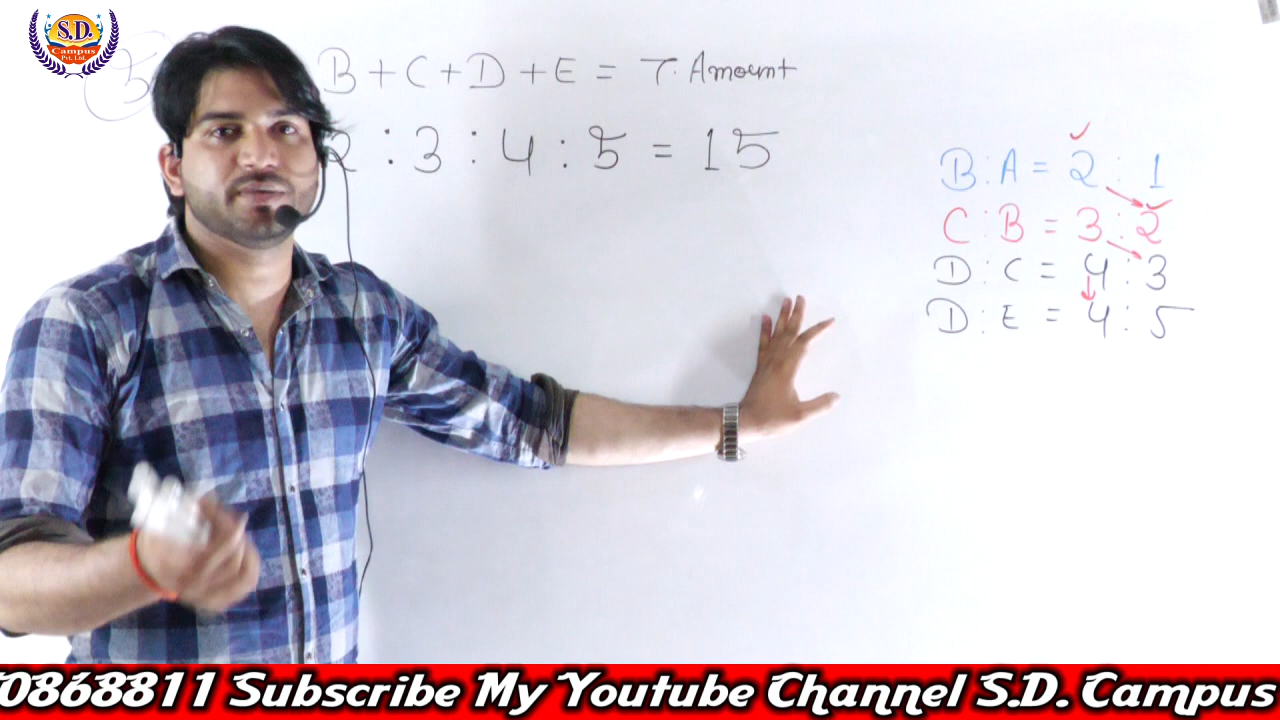 S.D.
Campus
Pvt. Ltd.
B + C + D + E = T. Amount
2 : 3 : 4 : 5 = 15
B : A = 2 : 1
C : B = 3 : 2
D : C = 4 : 3
D : E = 4 : 5
0868811 Subscribe My Youtube Channel S.D. Campus